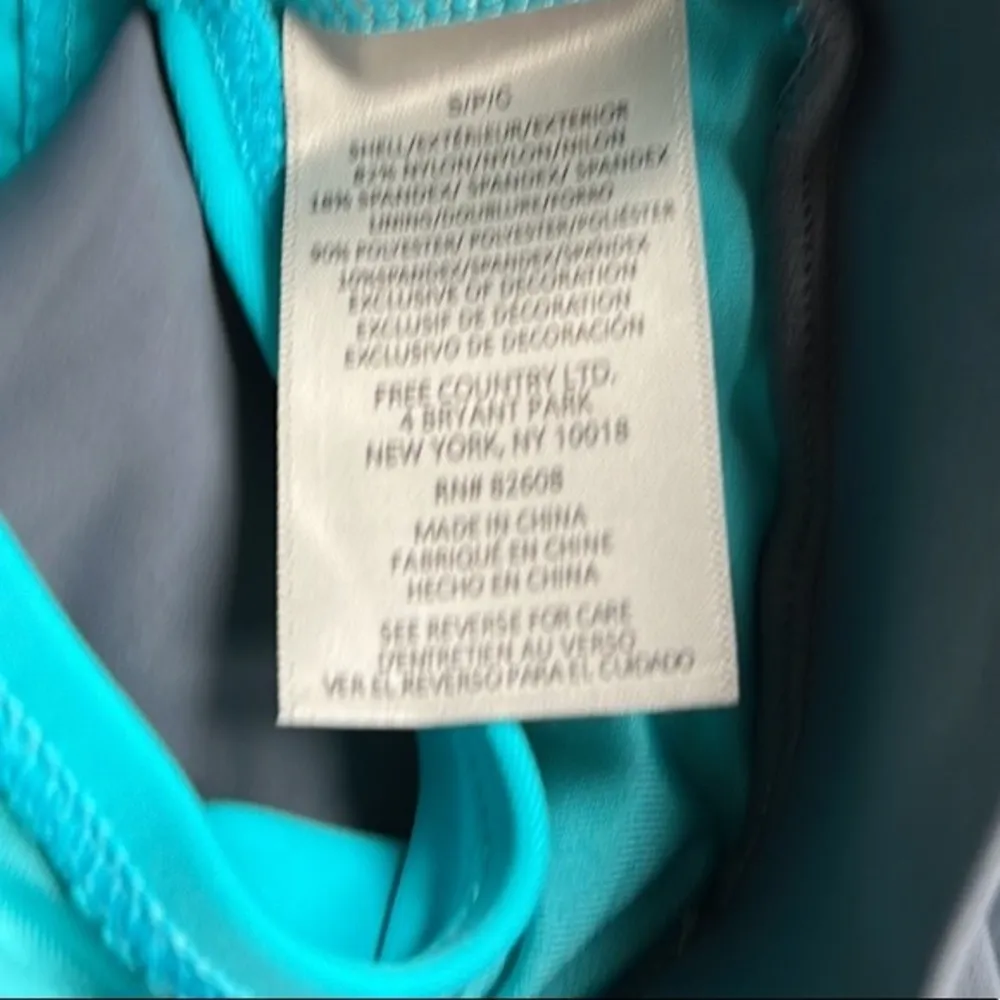 S/P/C
SHELL/EXTÉRIEUR/EXTERIOR
82% NYLON/NYLON/NILON
18% SPANDEX/ SPANDEX/ SPANDEX
LINING/DOUBLURE/FORRO
90% POLYESTER/ POLYESTER/POLIÉSTER
10%SPANDEX/SPANDEX/SPANDEX
EXCLUSIVE OF DECORATION
EXCLUSIF DE DÉCORATION
EXCLUSIVO DE DECORACIÓN
FREE COUNTRY LTD.
4 BRYANT PARK
NEW YORK, NY 10018
RN# 82608
MADE IN CHINA
FABRIQUÉ EN CHINE
HECHO EN CHINA
SEE REVERSE FOR CARE
D'ENTRETIEN AU VERSO
VER EL REVERSO PARA EL CUIDADO